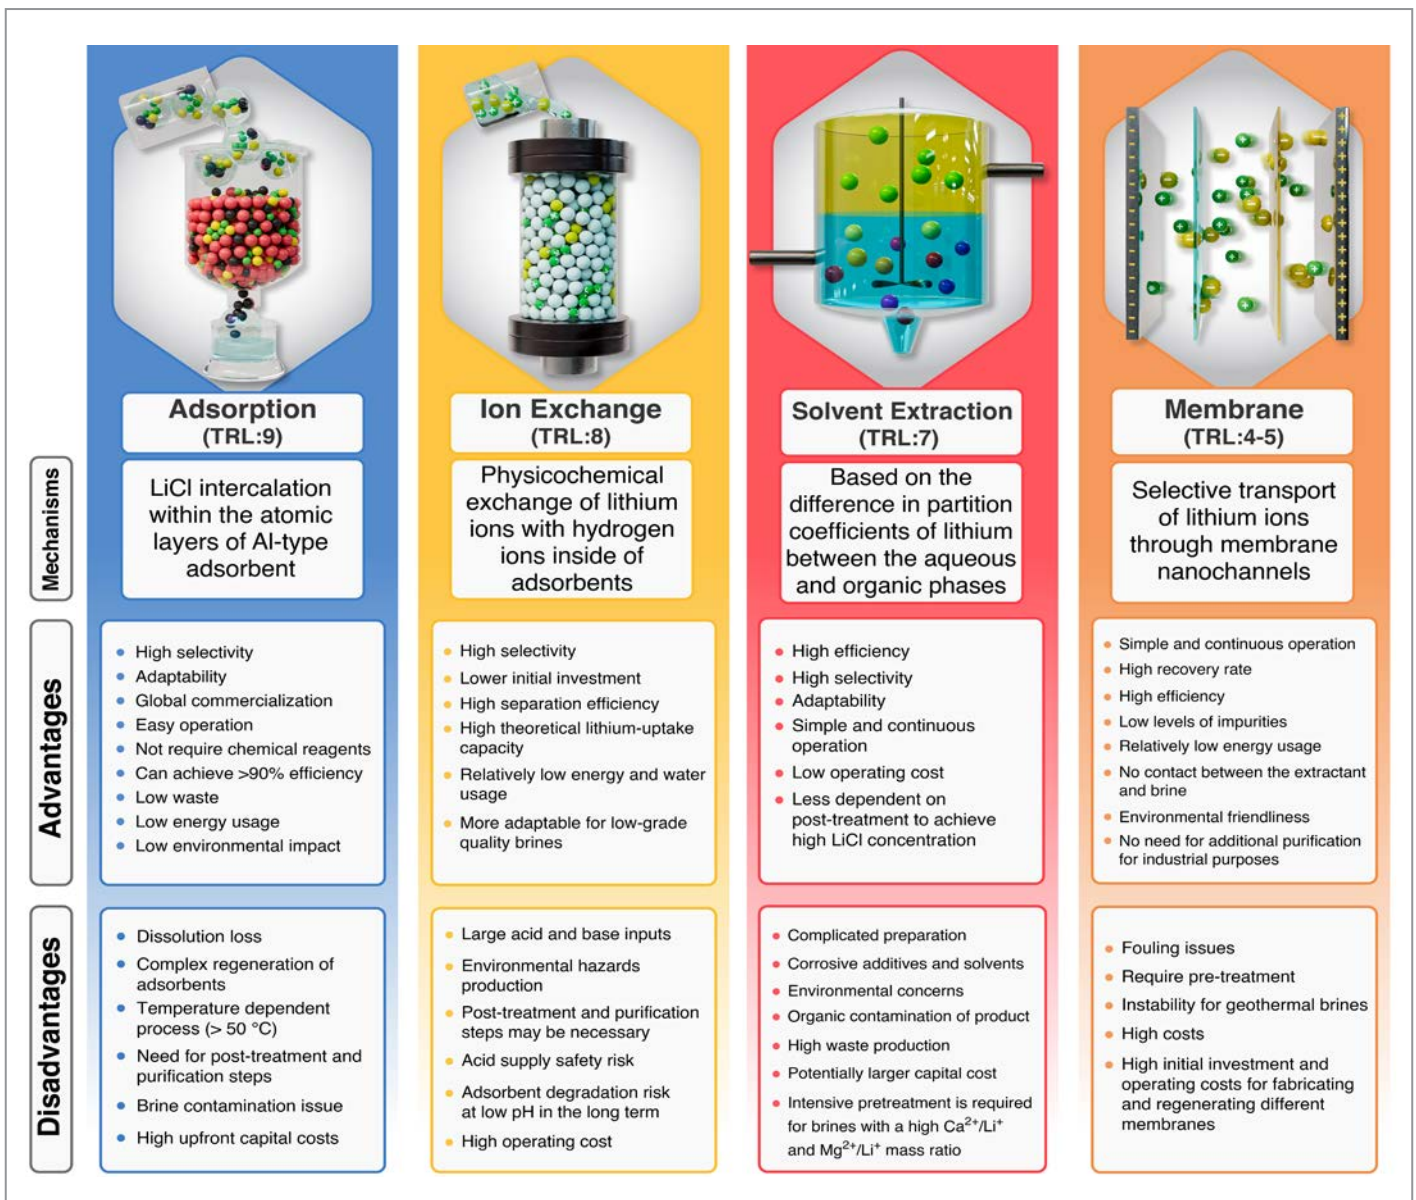 Adsorption
(TRL:9)
Ion Exchange
(TRL:8)
Solvent Extraction
(TRL:7)
Membrane
(TRL:4-5)
Mechanisms
LiCl intercalation
within the atomic
layers of Al-type
adsorbent
Physicochemical
exchange of lithium
ions with hydrogen
ions inside of
adsorbents
Based on the
difference in partition
coefficients of lithium
between the aqueous
and organic phases
Selective transport
of lithium ions
through membrane
nanochannels
Advantages
• High selectivity
• Adaptability
• Global commercialization
• Easy operation
• Not require chemical reagents
• Can achieve >90% efficiency
• Low waste
• Low energy usage
• Low environmental impact
• High selectivity
• Lower initial investment
• High separation efficiency
• High theoretical lithium-uptake
capacity
• Relatively low energy and water
usage
• More adaptable for low-grade
quality brines
• High efficiency
• High selectivity
• Adaptability
• Simple and continuous
operation
• Low operating cost
• Less dependent on
post-treatment to achieve
high LiCl concentration
• Simple and continuous operation
• High recovery rate
• High efficiency
• Low levels of impurities
• Relatively low energy usage
• No contact between the extractant
and brine
• Environmental friendliness
• No need for additional purification
for industrial purposes
Disadvantages
• Dissolution loss
• Complex regeneration of
adsorbents
• Temperature dependent
process (> 50 °C)
• Need for post-treatment and
purification steps
• Brine contamination issue
• High upfront capital costs
• Large acid and base inputs
• Environmental hazards
production
• Post-treatment and purification
steps may be necessary
• Acid supply safety risk
• Adsorbent degradation risk
at low pH in the long term
• High operating cost
• Complicated preparation
• Corrosive additives and solvents
• Environmental concerns
• Organic contamination of product
• High waste production
• Potentially larger capital cost
• Intensive pretreatment is required
for brines with a high Ca²⁺/Li⁺
and Mg²⁺/Li⁺ mass ratio
• Fouling issues
• Require pre-treatment
• Instability for geothermal brines
• High costs
• High initial investment and
operating costs for fabricating
and regenerating different
membranes